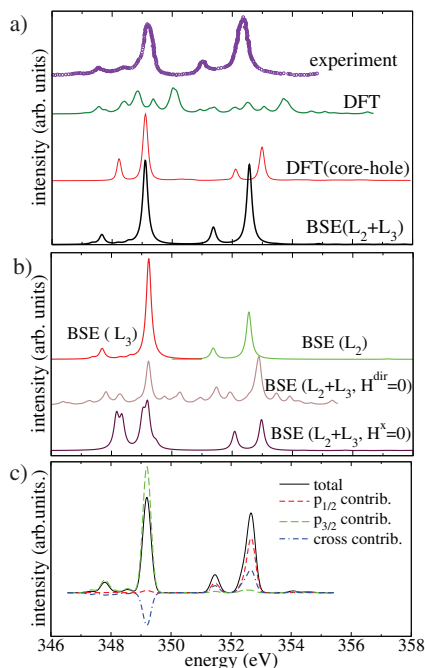 a)
intensity (arb. units)
experiment
DFT
DFT(core-hole)
BSE(L2+L3)
b)
intensity (arb. units)
BSE ( L3)
BSE (L2)
BSE (L2+L3, Hdir=0)
BSE (L2+L3, Hx=0)
c)
intensity (arb. units.)
total
p1/2 contrib.
p3/2 contrib.
cross contrib.
346 348 350 352 354 356 358
energy (eV)